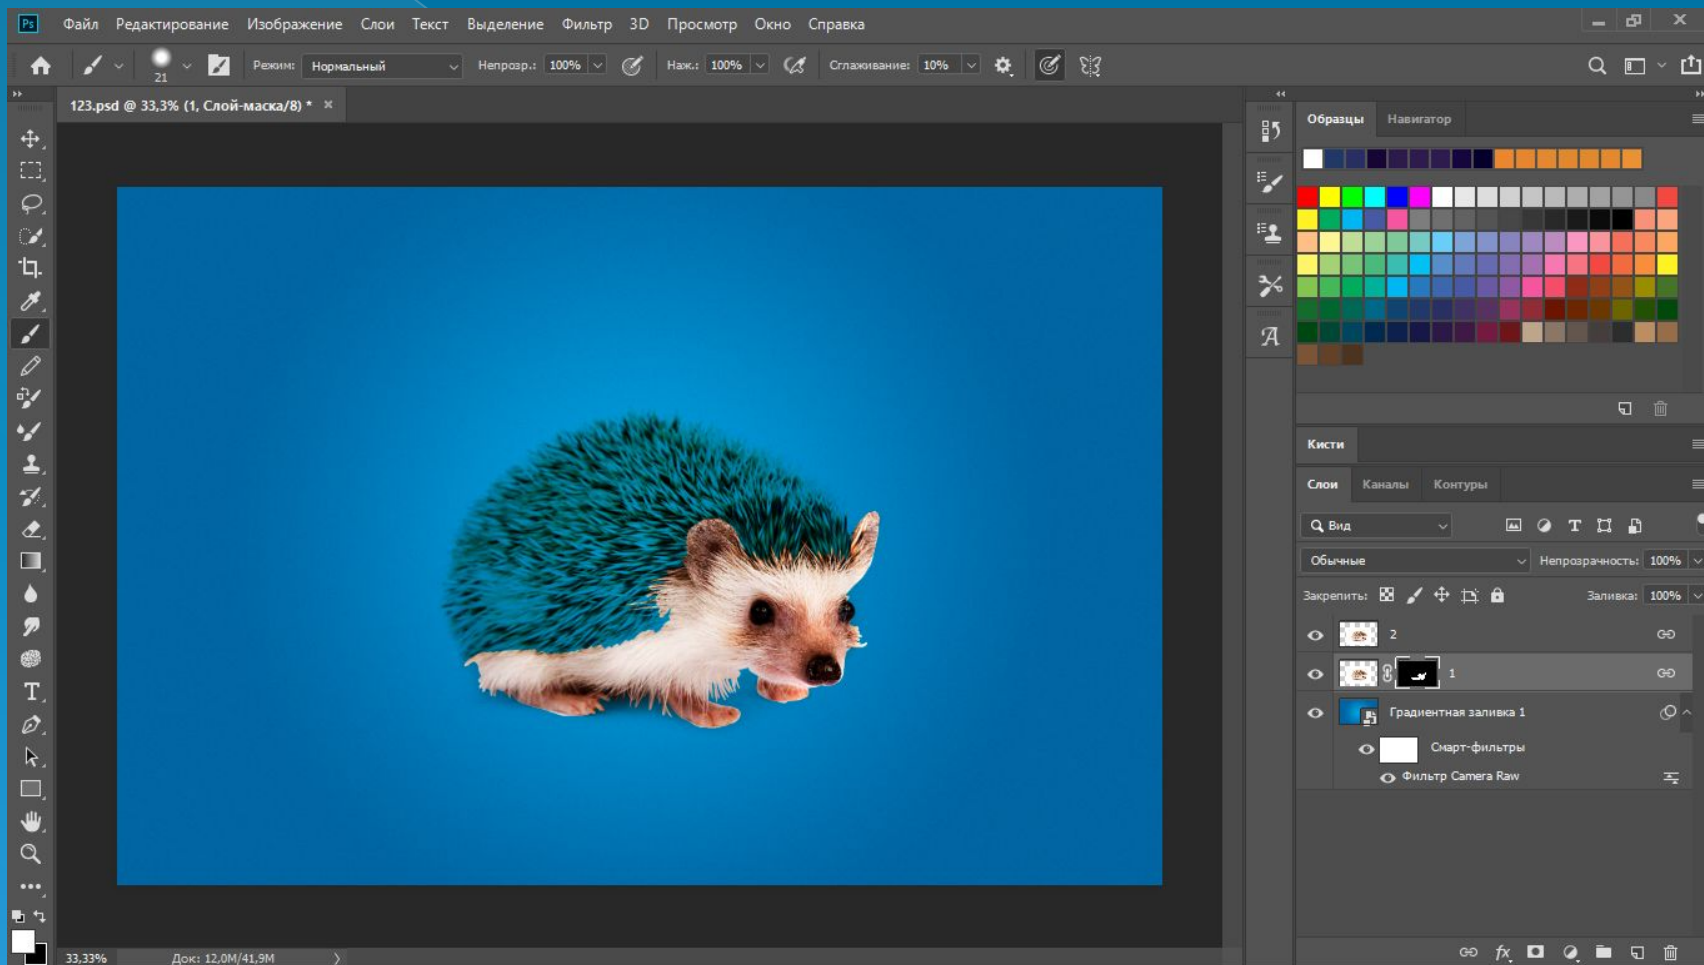 Ps Файл Редактирование Изображение Слои Текст Выделение Фильтр 3D Просмотр Окно Справка
21 Режим: Нормальный Непрозр.: 100% Наж.: 100% Сглаживание: 10%
123.psd @ 33,3% (1, Слой-маска/8) * ×
Образцы Навигатор
Кисти
Слои Каналы Контуры
Вид
Обычные Непрозрачность: 100%
Закрепить: Заливка: 100%
2
1
Градиентная заливка 1
Смарт-фильтры
Фильтр Camera Raw
33,33% Док: 12,0M/41,9M